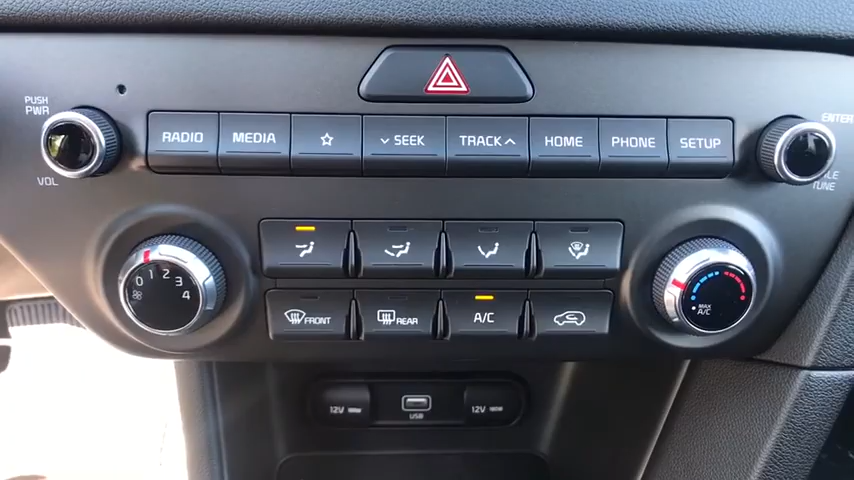 PUSH
PWR
VOL
RADIO MEDIA SEEK TRACK HOME PHONE SETUP
ENTER
TUNE
0 1 2 3 4
FRONT REAR A/C
MAX
A/C
12V USB 12V